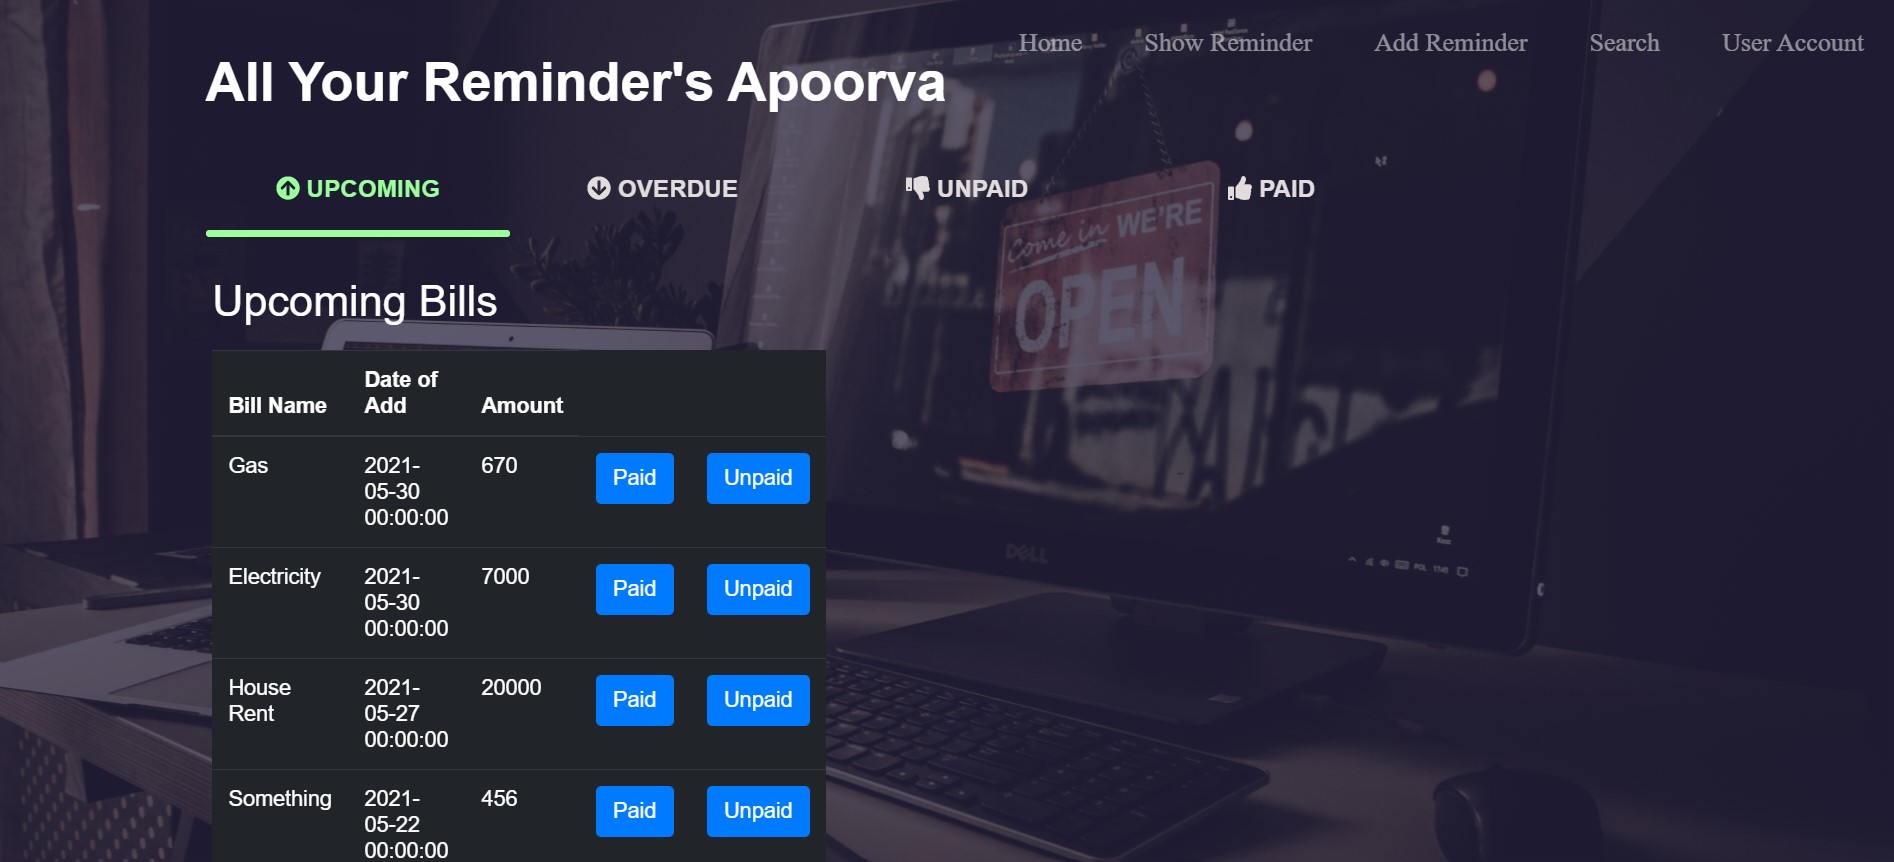 Home Show Reminder Add Reminder Search User Account
All Your Reminder's Apoorva
UPCOMING OVERDUE UNPAID PAID
come in WE'RE
OPEN
Upcoming Bills
Bill Name Date of Add Amount
Gas 2021-05-30 00:00:00 670 Paid Unpaid
Electricity 2021-05-30 00:00:00 7000 Paid Unpaid
House Rent 2021-05-27 00:00:00 20000 Paid Unpaid
Something 2021-05-22 00:00:00 456 Paid Unpaid
DELL
POL 17:45